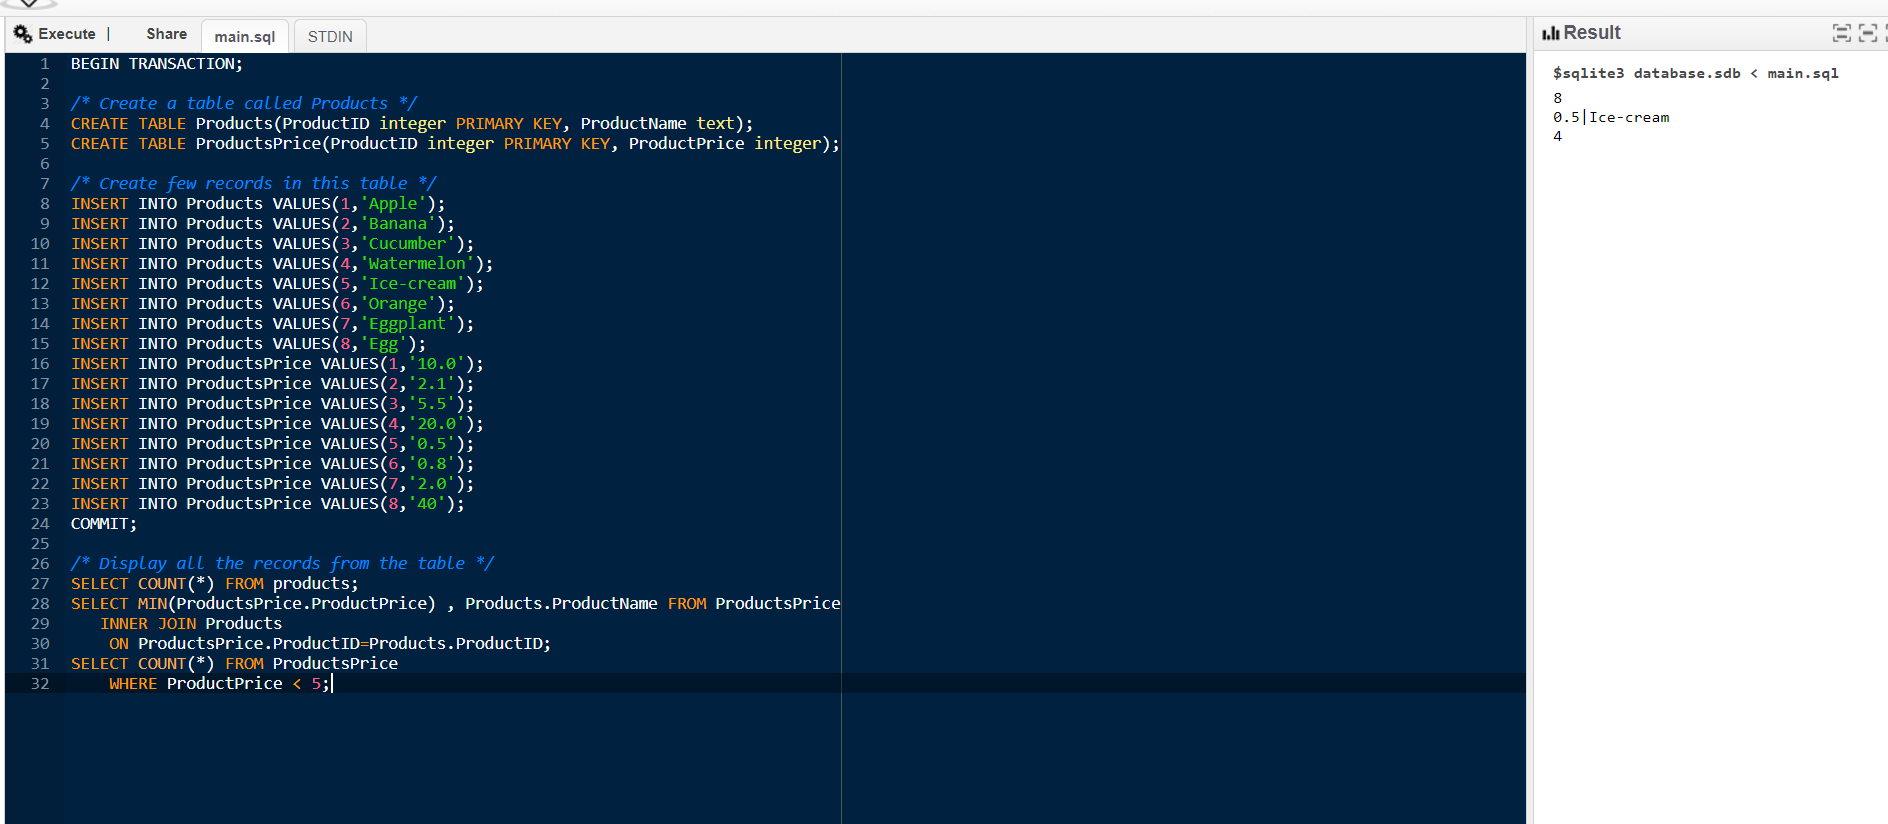 Execute | Share main.sql STDIN
1 BEGIN TRANSACTION;
2
3 /* Create a table called Products */
4 CREATE TABLE Products(ProductID integer PRIMARY KEY, ProductName text);
5 CREATE TABLE ProductsPrice(ProductID integer PRIMARY KEY, ProductPrice integer);
6
7 /* Create few records in this table */
8 INSERT INTO Products VALUES(1,'Apple');
9 INSERT INTO Products VALUES(2,'Banana');
10 INSERT INTO Products VALUES(3,'Cucumber');
11 INSERT INTO Products VALUES(4,'Watermelon');
12 INSERT INTO Products VALUES(5,'Ice-cream');
13 INSERT INTO Products VALUES(6,'Orange');
14 INSERT INTO Products VALUES(7,'Eggplant');
15 INSERT INTO Products VALUES(8,'Egg');
16 INSERT INTO ProductsPrice VALUES(1,'10.0');
17 INSERT INTO ProductsPrice VALUES(2,'2.1');
18 INSERT INTO ProductsPrice VALUES(3,'5.5');
19 INSERT INTO ProductsPrice VALUES(4,'20.0');
20 INSERT INTO ProductsPrice VALUES(5,'0.5');
21 INSERT INTO ProductsPrice VALUES(6,'0.8');
22 INSERT INTO ProductsPrice VALUES(7,'2.0');
23 INSERT INTO ProductsPrice VALUES(8,'40');
24 COMMIT;
25
26 /* Display all the records from the table */
27 SELECT COUNT(*) FROM products;
28 SELECT MIN(ProductsPrice.ProductPrice) , Products.ProductName FROM ProductsPrice
29 INNER JOIN Products
30 ON ProductsPrice.ProductID=Products.ProductID;
31 SELECT COUNT(*) FROM ProductsPrice
32 WHERE ProductPrice < 5;
Result
$sqlite3 database.sdb < main.sql
8
0.5|Ice-cream
4